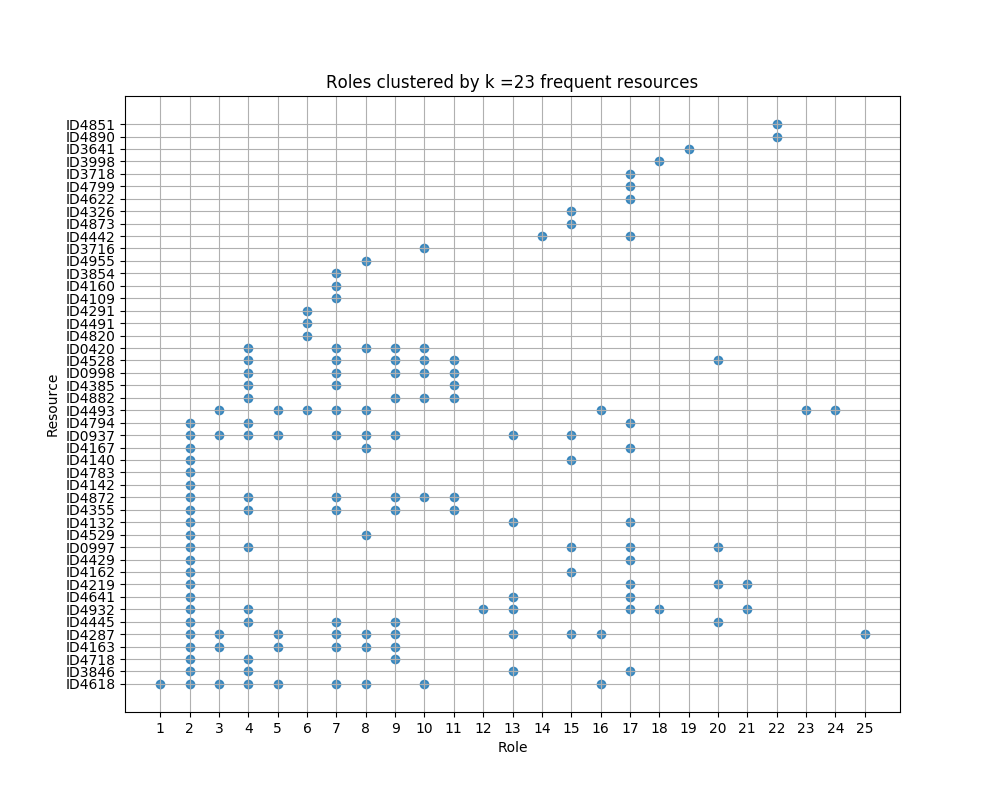 Roles clustered by k =23 frequent resources
ID4851
ID4890
ID3641
ID3998
ID3718
ID4799
ID4622
ID4326
ID4873
ID4442
ID3716
ID4955
ID3854
ID4160
ID4109
ID4291
ID4491
ID4820
ID0420
ID4528
ID0998
ID4385
ID4882
ID4493
ID4794
ID0937
ID4167
ID4140
ID4783
ID4142
ID4872
ID4355
ID4132
ID4529
ID0997
ID4429
ID4162
ID4219
ID4641
ID4932
ID4445
ID4287
ID4163
ID4718
ID3846
ID4618
Resource
1 2 3 4 5 6 7 8 9 10 11 12 13 14 15 16 17 18 19 20 21 22 23 24 25
Role